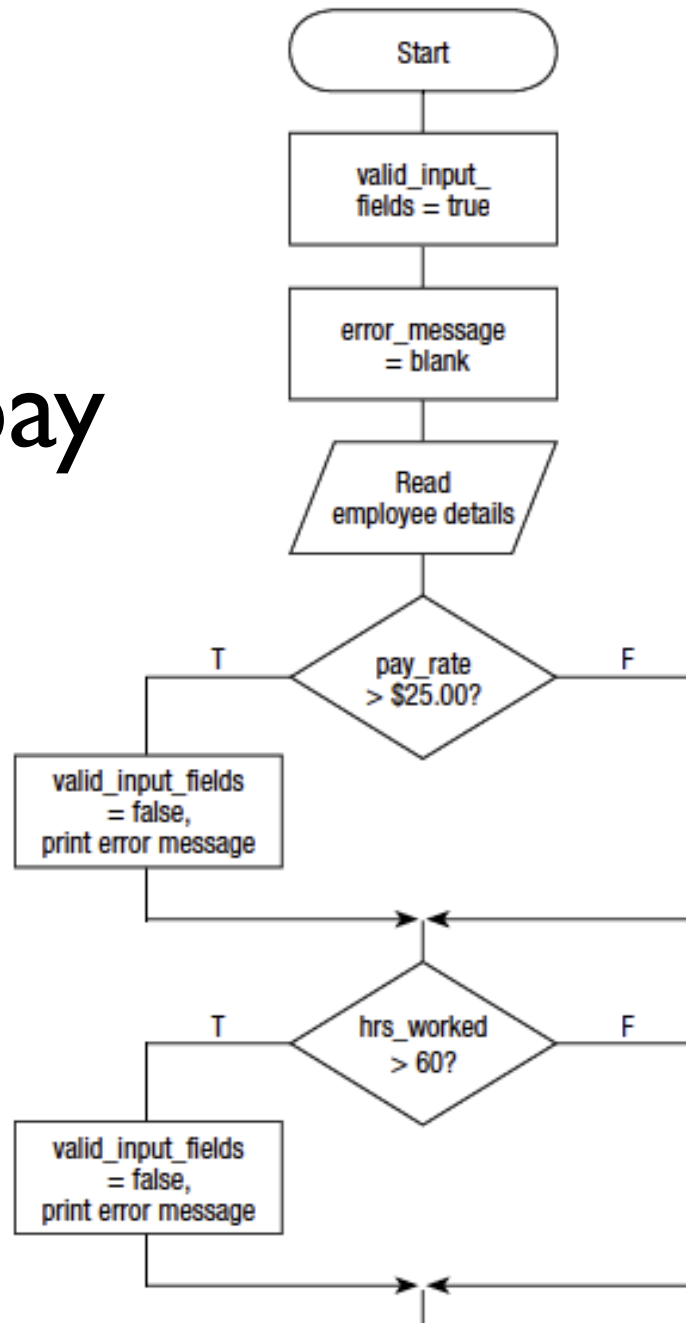 Start
valid_input_
fields = true
error_message
= blank
pay
Read
employee details
T
pay_rate
> $25.00?
F
valid_input_fields
= false,
print error message
T
hrs_worked
> 60?
F
valid_input_fields
= false,
print error message